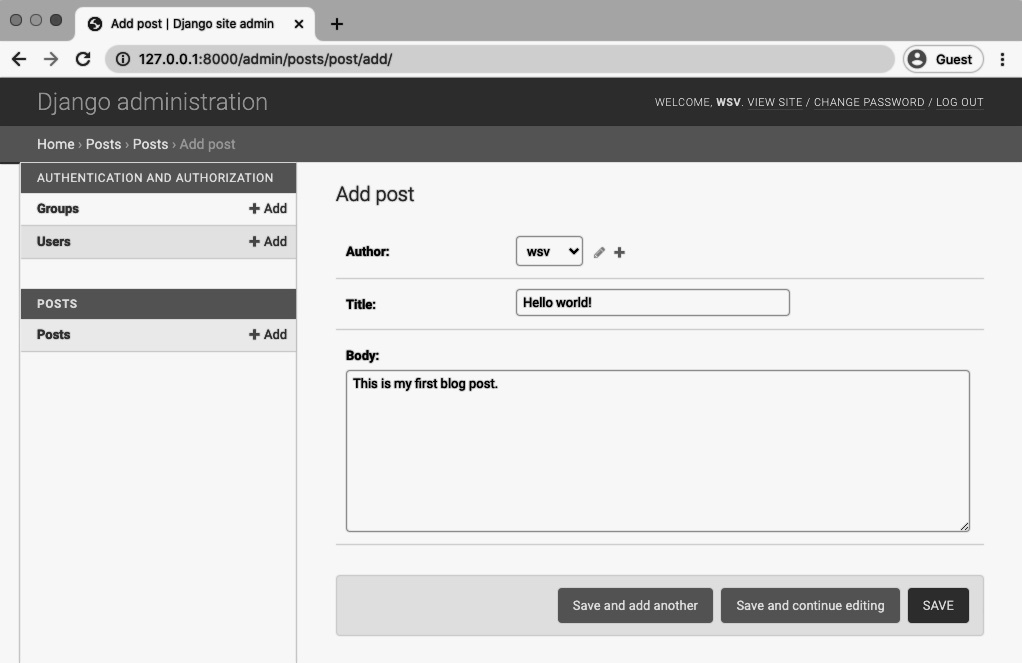 Add post | Django site admin
127.0.0.1:8000/admin/posts/post/add/
Guest
Django administration
WELCOME, WSV. VIEW SITE / CHANGE PASSWORD / LOG OUT
Home › Posts › Posts › Add post
AUTHENTICATION AND AUTHORIZATION
Groups + Add
Users + Add
POSTS
Posts + Add
Add post
Author: wsv
Title: Hello world!
Body:
This is my first blog post.
Save and add another Save and continue editing SAVE